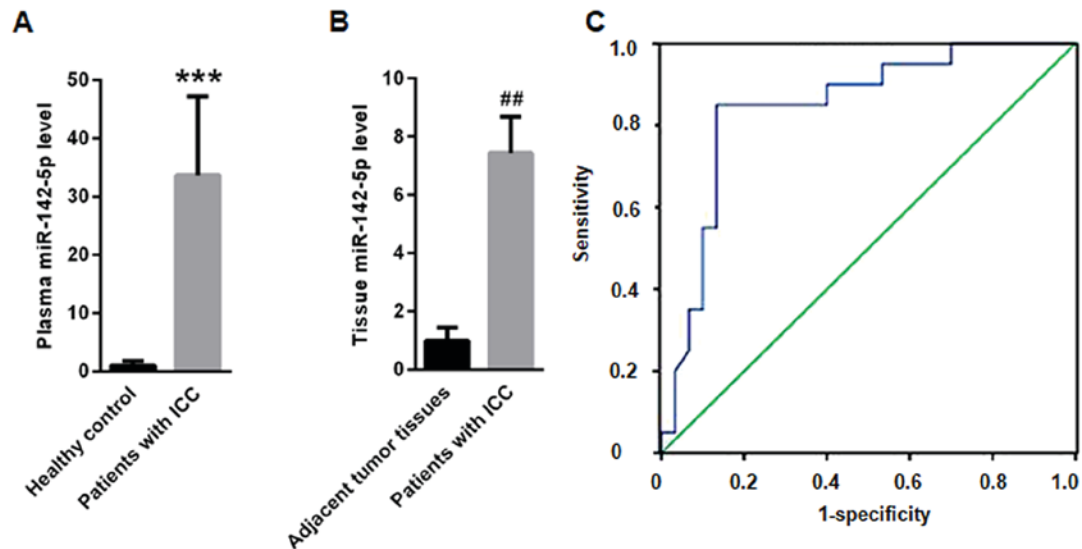 A
Plasma miR-142-5p level
50
40
30
20
10
0
***
Healthy control
Patients with ICC
B
Tissue miR-142-5p level
10
8
6
4
2
0
##
Adjacent tumor tissues
Patients with ICC
C
Sensitivity
1.0
0.8
0.6
0.4
0.2
0
0 0.2 0.4 0.6 0.8 1.0
1-specificity